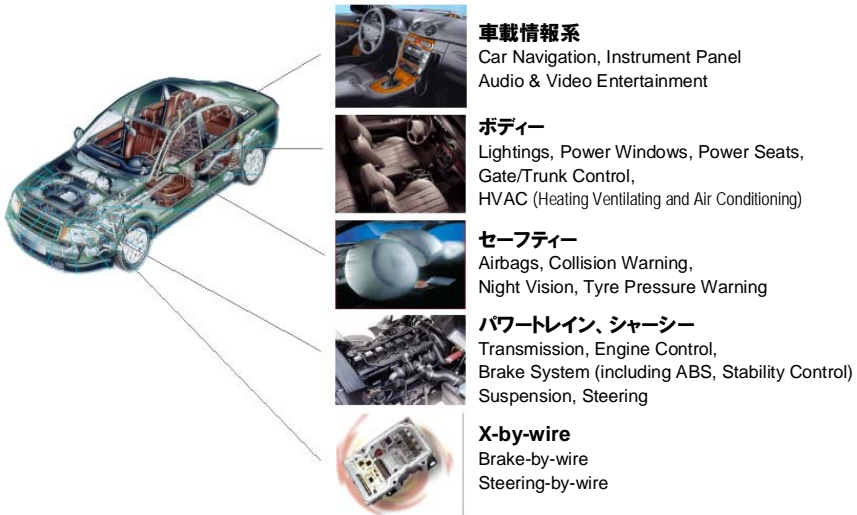 車載情報系
Car Navigation, Instrument Panel
Audio & Video Entertainment
ボディー
Lightings, Power Windows, Power Seats,
Gate/Trunk Control,
HVAC (Heating Ventilating and Air Conditioning)
セーフティー
Airbags, Collision Warning,
Night Vision, Tyre Pressure Warning
パワートレイン、シャーシー
Transmission, Engine Control,
Brake System (including ABS, Stability Control)
Suspension, Steering
X-by-wire
Brake-by-wire
Steering-by-wire